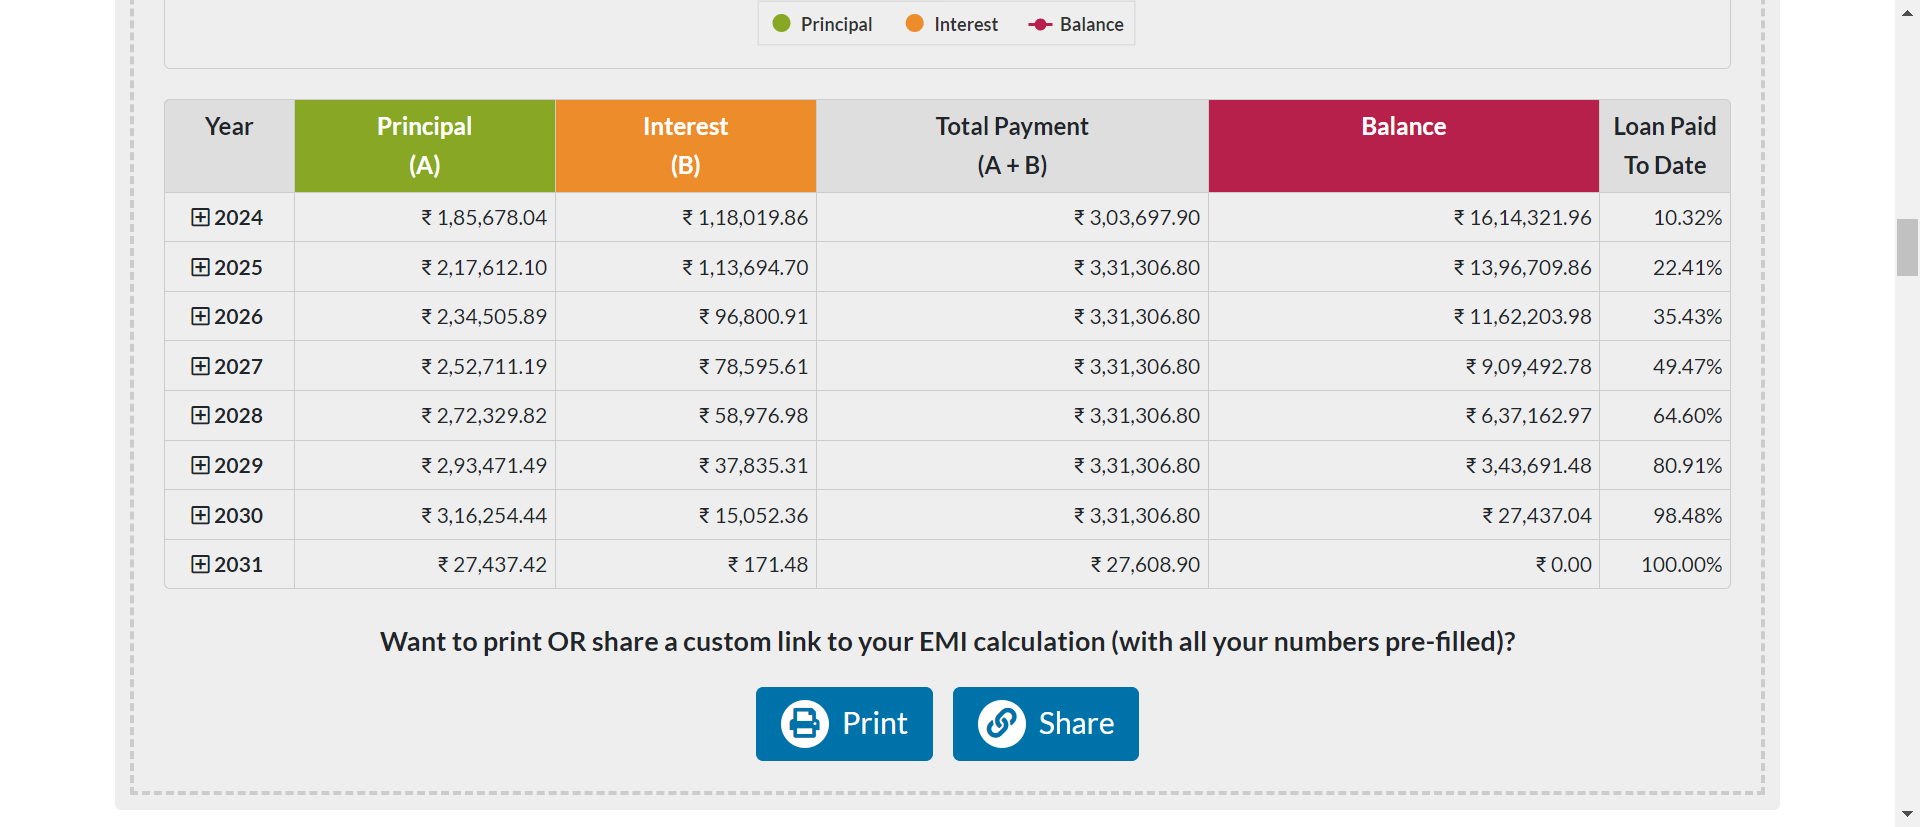 Principal Interest Balance
Year Principal Interest Total Payment Balance Loan Paid
(A) (B) (A + B) To Date
2024 ₹ 1,85,678.04 ₹ 1,18,019.86 ₹ 3,03,697.90 ₹ 16,14,321.96 10.32%
2025 ₹ 2,17,612.10 ₹ 1,13,694.70 ₹ 3,31,306.80 ₹ 13,96,709.86 22.41%
2026 ₹ 2,34,505.89 ₹ 96,800.91 ₹ 3,31,306.80 ₹ 11,62,203.98 35.43%
2027 ₹ 2,52,711.19 ₹ 78,595.61 ₹ 3,31,306.80 ₹ 9,09,492.78 49.47%
2028 ₹ 2,72,329.82 ₹ 58,976.98 ₹ 3,31,306.80 ₹ 6,37,162.97 64.60%
2029 ₹ 2,93,471.49 ₹ 37,835.31 ₹ 3,31,306.80 ₹ 3,43,691.48 80.91%
2030 ₹ 3,16,254.44 ₹ 15,052.36 ₹ 3,31,306.80 ₹ 27,437.04 98.48%
2031 ₹ 27,437.42 ₹ 171.48 ₹ 27,608.90 ₹ 0.00 100.00%
Want to print OR share a custom link to your EMI calculation (with all your numbers pre-filled)?
Print Share